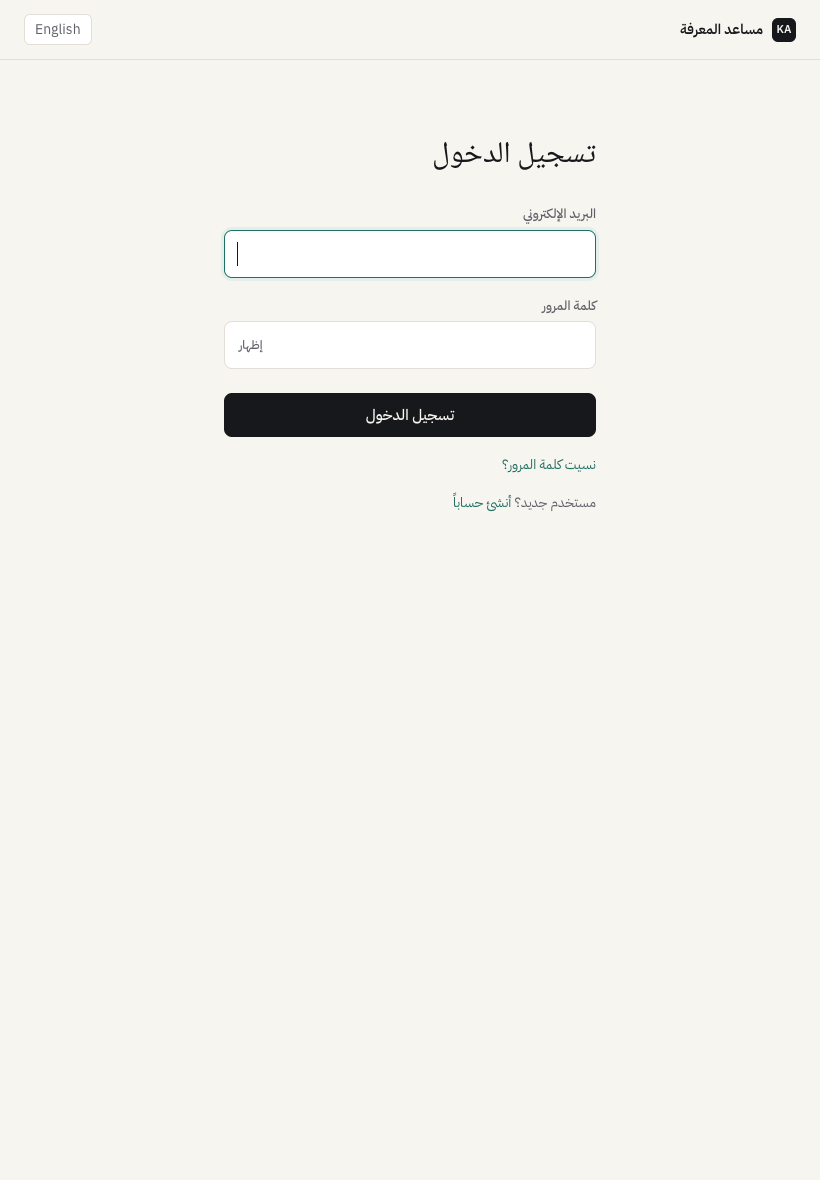 KA مساعد المعرفة
English
تسجيل الدخول
البريد الإلكتروني
كلمة المرور
إظهار
تسجيل الدخول
نسيت كلمة المرور؟
مستخدم جديد؟ أنشئ حساباً